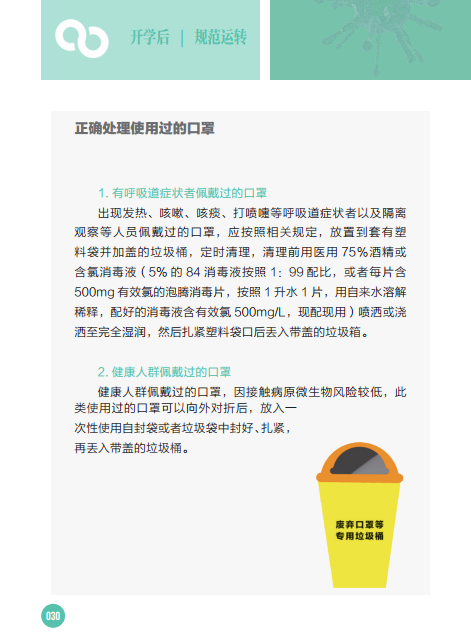 开学后 | 规范运转
正确处理使用过的口罩
1. 有呼吸道症状者佩戴过的口罩
出现发热、咳嗽、咳痰、打喷嚏等呼吸道症状者以及隔离
观察等人员佩戴过的口罩，应按照相关规定，放置到套有塑
料袋并加盖的垃圾桶，定时清理，清理前用医用 75%酒精或
含氯消毒液（5% 的 84 消毒液按照 1：99 配比，或者每片含
500mg 有效氯的泡腾消毒片，按照 1 升水 1 片，用自来水溶解
稀释，配好的消毒液含有效氯 500mg/L，现配现用）喷洒或浇
洒至完全湿润，然后扎紧塑料袋口后丢入带盖的垃圾箱。
2. 健康人群佩戴过的口罩
健康人群佩戴过的口罩，因接触病原微生物风险较低，此
类使用过的口罩可以向外对折后，放入一
次性使用自封袋或者垃圾袋中封好、扎紧，
再丢入带盖的垃圾桶。
废弃口罩等
专用垃圾桶
030